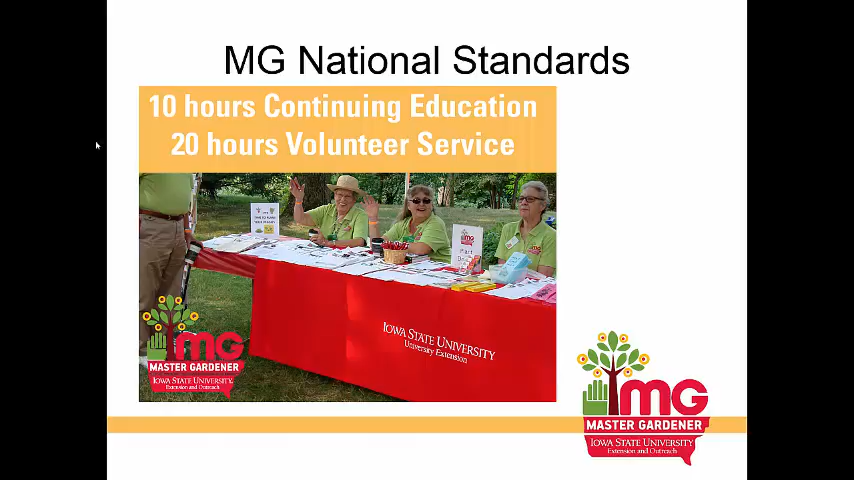 MG National Standards
10 hours Continuing Education
20 hours Volunteer Service
MG
IOWA STATE UNIVERSITY
University Extension
MG
MASTER GARDENER
IOWA STATE UNIVERSITY
Extension and Outreach
MG
MASTER GARDENER
IOWA STATE UNIVERSITY
Extension and Outreach